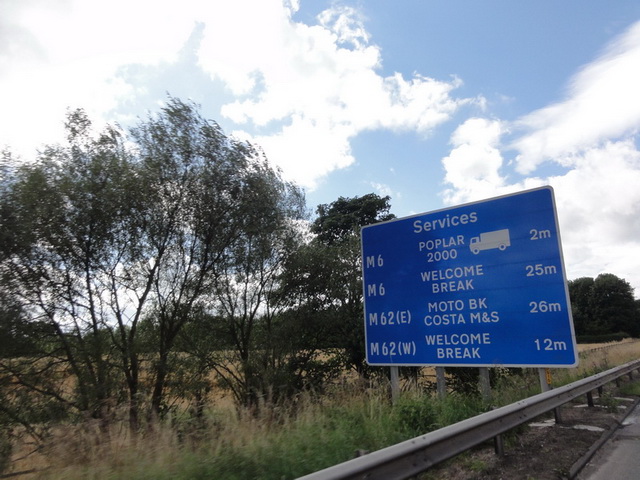 Services
M6 POPLAR 2m
2000
M6 WELCOME 25m
BREAK
M62(E) MOTO BK 26m
COSTA M&S
M62(W) WELCOME 12m
BREAK